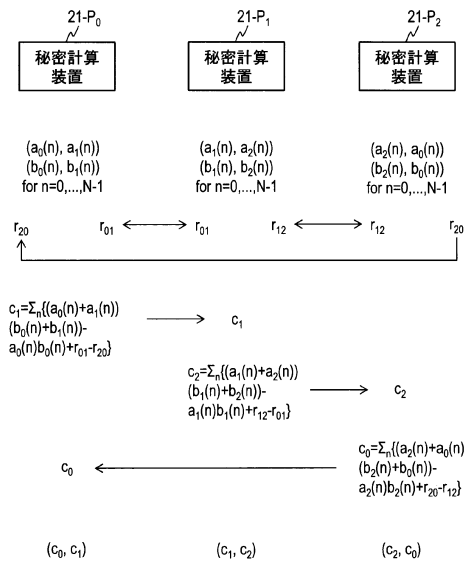 21-P₀
21-P₁
21-P₂
秘密計算
装置
秘密計算
装置
秘密計算
装置
(a₀(n), a₁(n))
(b₀(n), b₁(n))
for n=0,...,N-1
(a₁(n), a₂(n))
(b₁(n), b₂(n))
for n=0,...,N-1
(a₂(n), a₀(n))
(b₂(n), b₀(n))
for n=0,...,N-1
r₂₀
r₀₁
r₀₁
r₁₂
r₁₂
r₂₀
c₁=Σₙ{(a₀(n)+a₁(n))
(b₀(n)+b₁(n))-
a₀(n)b₀(n)+r₀₁-r₂₀}
c₁
c₂=Σₙ{(a₁(n)+a₂(n))
(b₁(n)+b₂(n))-
a₁(n)b₁(n)+r₁₂-r₀₁}
c₂
c₀=Σₙ{(a₂(n)+a₀(n)
(b₂(n)+b₀(n))-
a₂(n)b₂(n)+r₂₀-r₁₂}
c₀
(c₀, c₁)
(c₁, c₂)
(c₂, c₀)